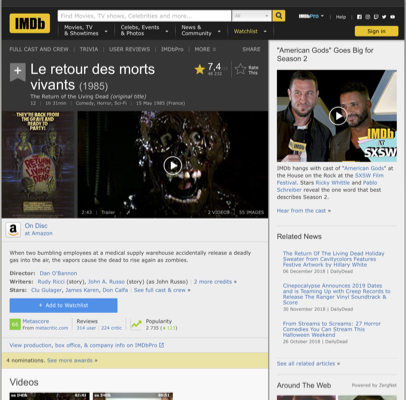 IMDb
Find Movies, TV shows, Celebrities and more...
All
IMDbPro
Help
Movies, TV
& Showtimes
Celebs, Events
& Photos
News &
Community
Watchlist
Sign in
FULL CAST AND CREW | TRIVIA | USER REVIEWS | IMDbPro | MORE
SHARE
Le retour des morts
vivants (1985)
7,4
Rate
This
The Return of the Living Dead (original title)
12 | 1h 31min | Comedy, Horror, Sci-Fi | 15 May 1985 (France)
THEY'RE BACK FROM
THE GRAVE AND
READY TO
PARTY!
RETURN
LIVING
DEAD
2:43 | Trailer
2 VIDEOS
55 IMAGES
On Disc
at Amazon
When two bumbling employees at a medical supply warehouse accidentally release a deadly
gas into the air, the vapors cause the dead to rise again as zombies.
Director: Dan O'Bannon
Writers: Rudy Ricci (story), John A. Russo (story) (as John Russo) | 2 more credits »
Stars: Clu Gulager, James Karen, Don Calfa | See full cast & crew »
+ Add to Watchlist
Metascore
From metacritic.com
Reviews
314 user | 224 critic
Popularity
2 735
View production, box office, & company info on IMDbPro
4 nominations. See more awards »
Videos
"American Gods" Goes Big for
Season 2
IMDb
SXSW
IMDb hangs with cast of "American Gods" at
the House on the Rock at the SXSW Film
Festival. Stars Ricky Whittle and Pablo
Schreiber reveal the one word that best
describes Season 2.
Hear from the cast »
Related News
The Return Of The Living Dead Holiday
Sweater from Cavitycolors Features
Festive Artwork by Hillary White
06 December 2018 | DailyDead
Cinepocalypse Announces 2019 Dates
and is Teaming Up with Creep Records to
Release The Ranger Vinyl Soundtrack &
Score
30 November 2018 | DailyDead
From Streams to Screams: 27 Horror
Comedies You Can Stream This
Halloween Weekend
26 October 2018 | DailyDead
See all related articles »
Around The Web
Powered by ZergNet